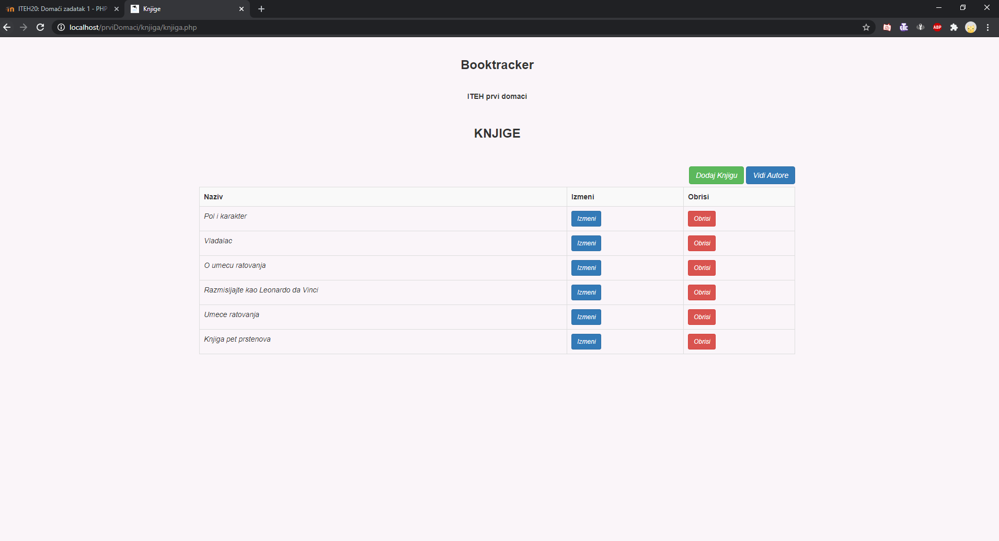 ITEH20: Domaći zadatak 1 - PHP
Knjige
localhost/prviDomaci/knjiga/knjiga.php
ABP
Booktracker
ITEH prvi domaci
KNJIGE
Dodaj Knjigu Vidi Autore
Naziv Izmeni Obrisi
Pol i karakter Izmeni Obrisi
Vladalac Izmeni Obrisi
O umecu ratovanja Izmeni Obrisi
Razmisljajte kao Leonardo da Vinci Izmeni Obrisi
Umece ratovanja Izmeni Obrisi
Knjiga pet prstenova Izmeni Obrisi